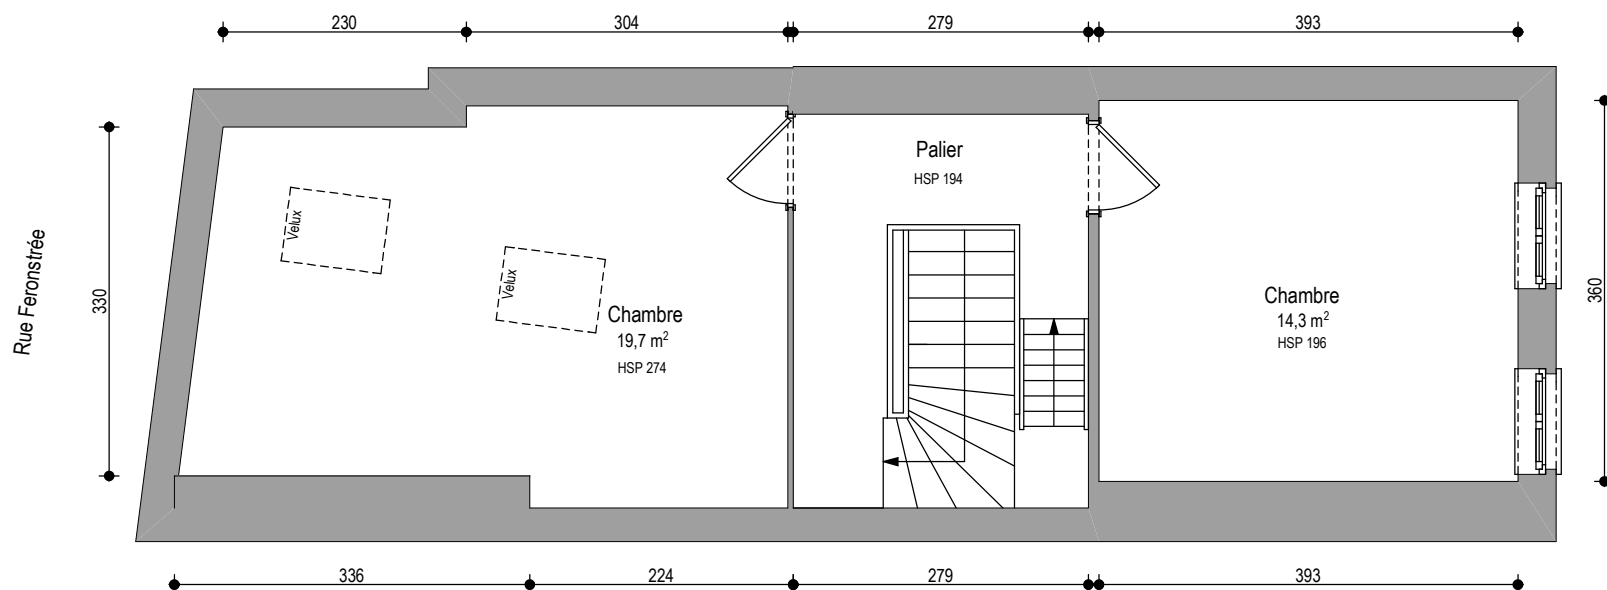 230
304
279
393
Palier
HSP 194
Velux
Velux
Rue Feronstrée
330
Chambre
19,7 m²
HSP 274
Chambre
14,3 m²
HSP 196
360
336
224
279
393